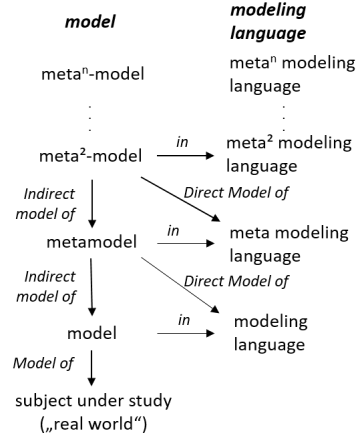 model
modeling
language
metaⁿ-model
metaⁿ modeling
language
meta²-model
in
meta² modeling
language
Indirect
model of
Direct Model of
metamodel
in
meta modeling
language
Indirect
model of
Direct Model of
model
in
modeling
language
Model of
subject under study
(„real world“)